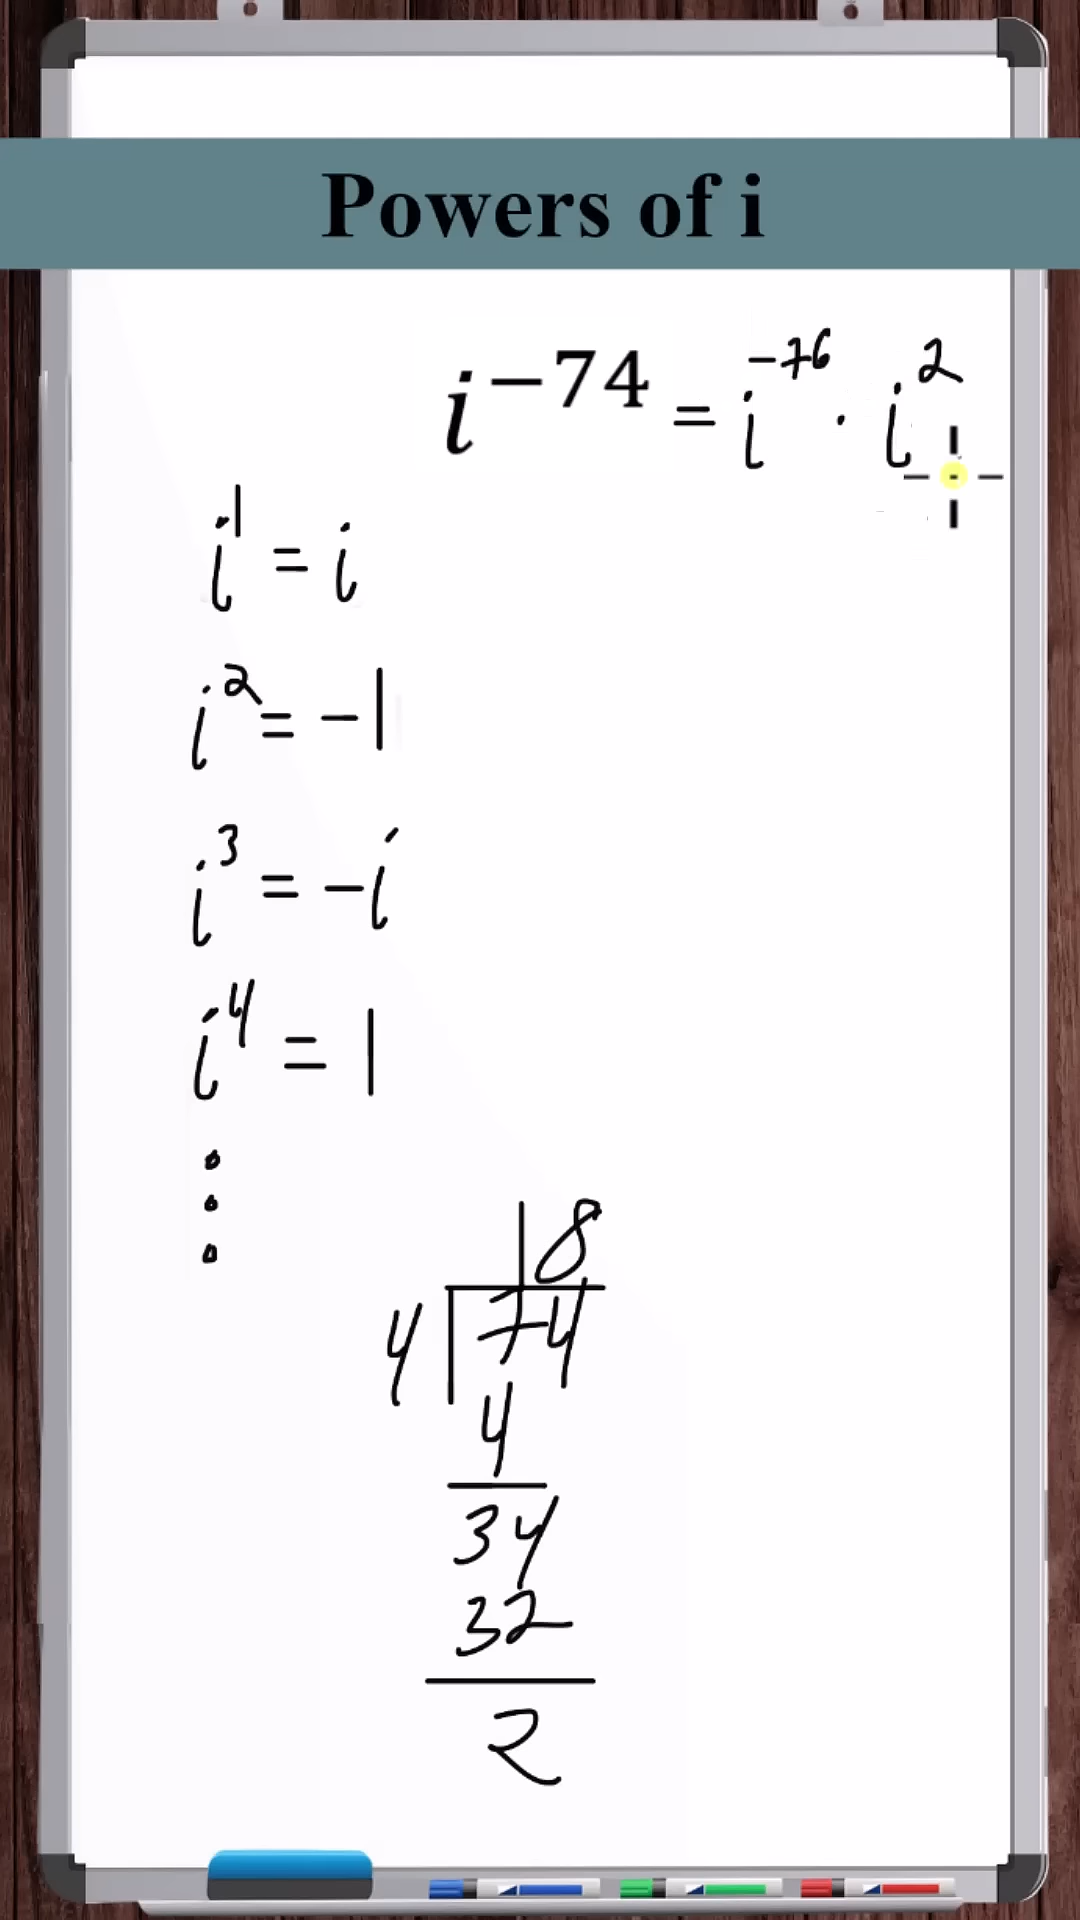 Powers of i
i^-74 = i^-76 · i^2
i^1 = i
i^2 = -1
i^3 = -i
i^4 = 1
18
4 74
4
34
32
2